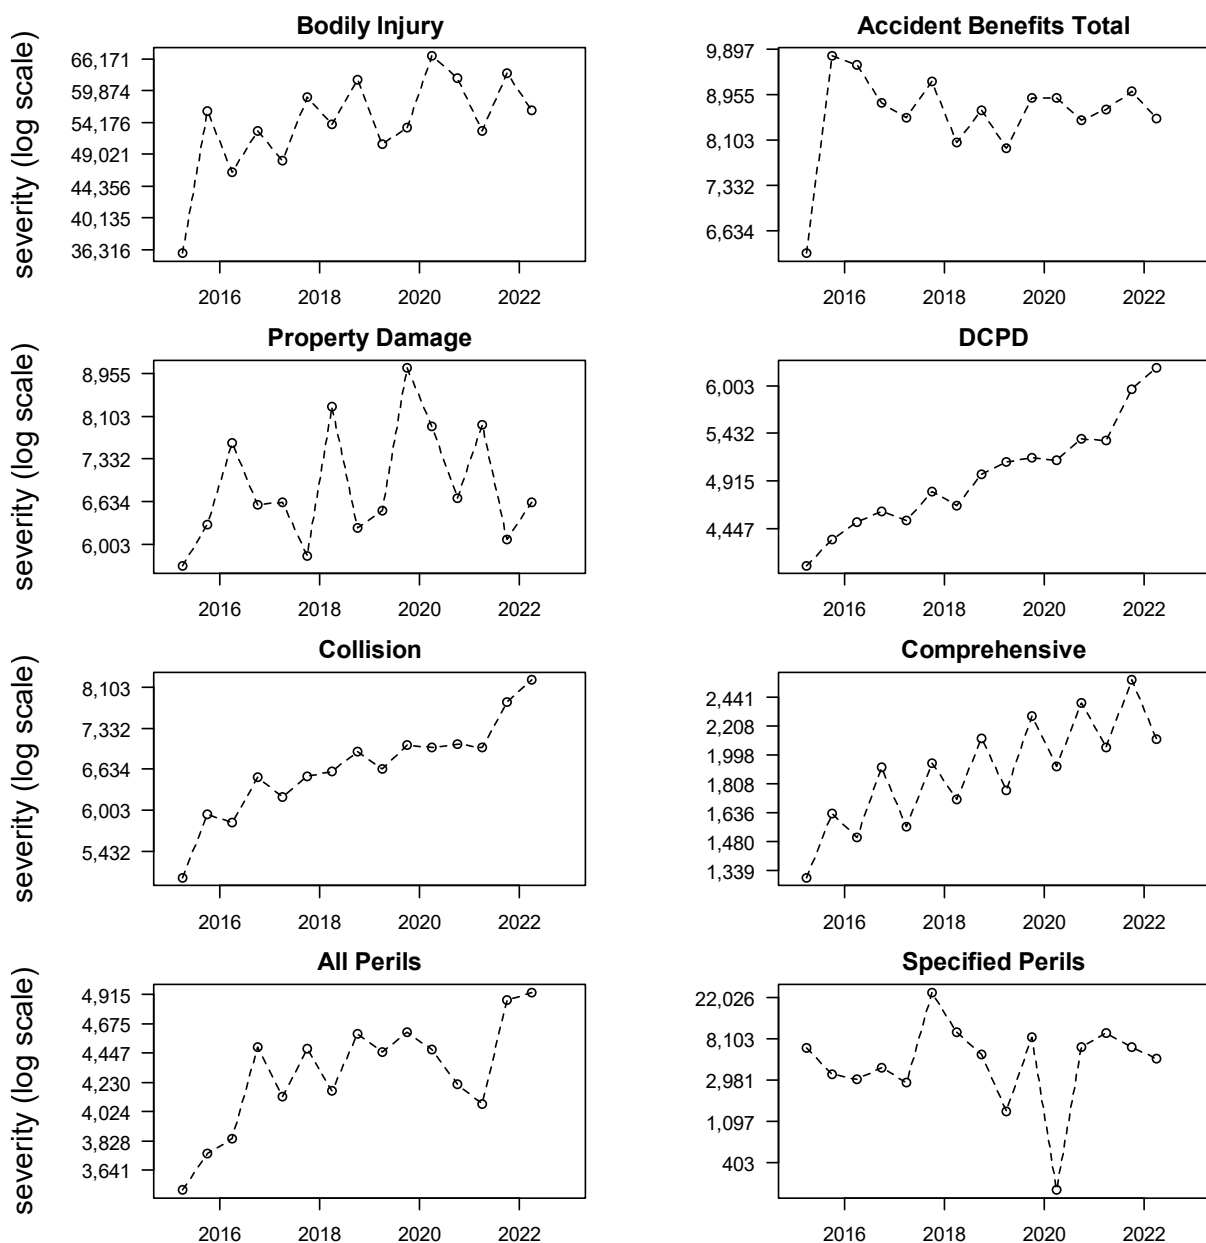 Bodily Injury
severity (log scale)
66,171
59,874
54,176
49,021
44,356
40,135
36,316
2016 2018 2020 2022
Accident Benefits Total
9,897
8,955
8,103
7,332
6,634
2016 2018 2020 2022
Property Damage
severity (log scale)
8,955
8,103
7,332
6,634
6,003
2016 2018 2020 2022
DCPD
6,003
5,432
4,915
4,447
2016 2018 2020 2022
Collision
severity (log scale)
8,103
7,332
6,634
6,003
5,432
2016 2018 2020 2022
Comprehensive
2,441
2,208
1,998
1,808
1,636
1,480
1,339
2016 2018 2020 2022
All Perils
severity (log scale)
4,915
4,675
4,447
4,230
4,024
3,828
3,641
2016 2018 2020 2022
Specified Perils
22,026
8,103
2,981
1,097
403
2016 2018 2020 2022